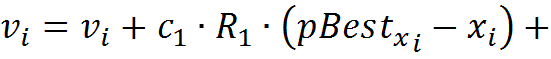 v_i = v_i + c_1 · R_1 · (pBest_{x_i} − x_i) +